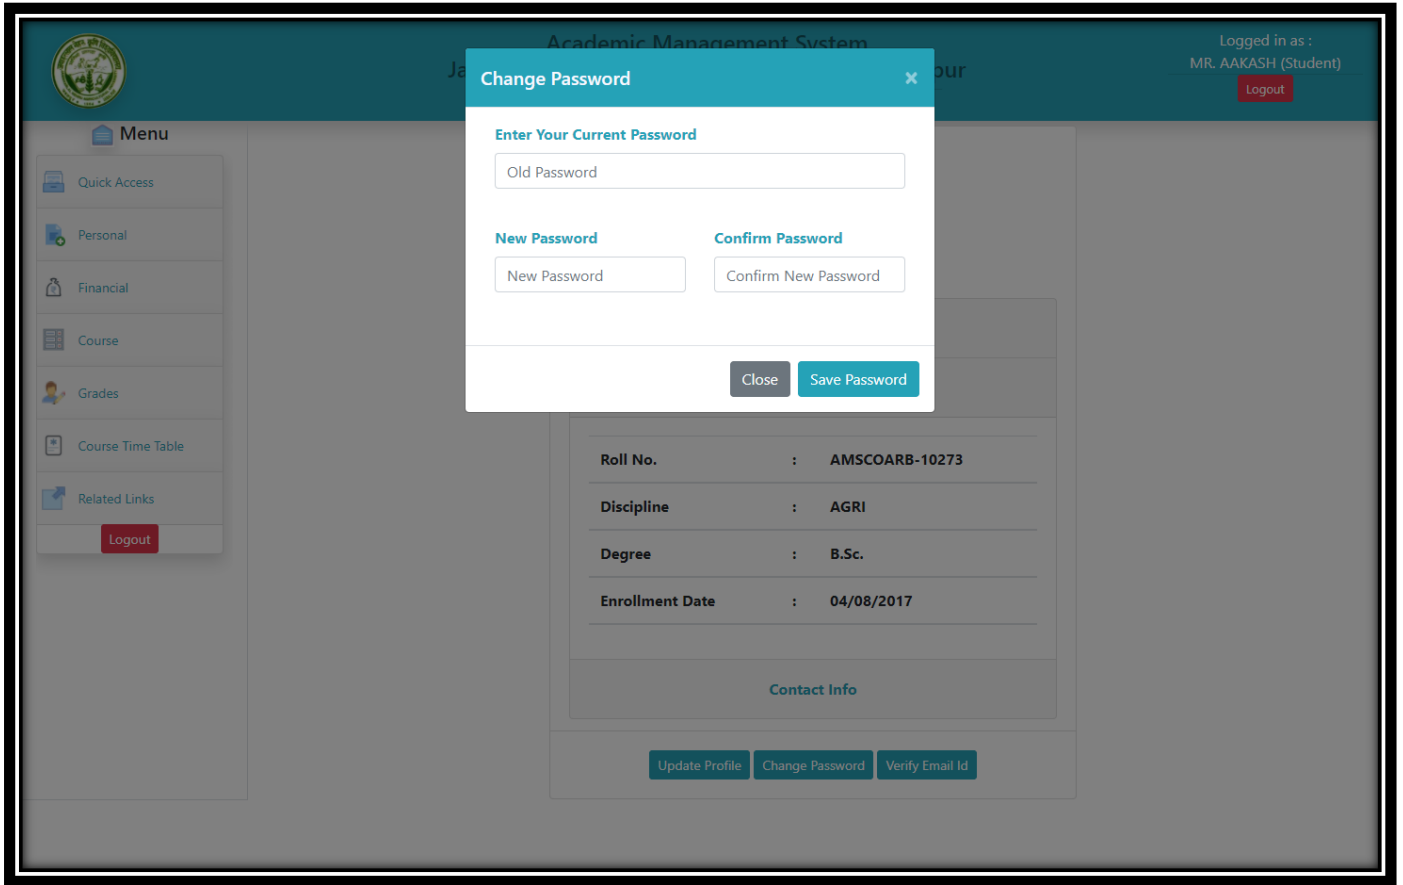 Academic Management System
Logged in as :
MR. AAKASH (Student)
Logout
Change Password
×
Menu
Quick Access
Personal
Financial
Course
Grades
Course Time Table
Related Links
Logout
Enter Your Current Password
Old Password
New Password Confirm Password
New Password Confirm New Password
Close Save Password
Roll No. : AMSCOARB-10273
Discipline : AGRI
Degree : B.Sc.
Enrollment Date : 04/08/2017
Contact Info
Update Profile Change Password Verify Email Id